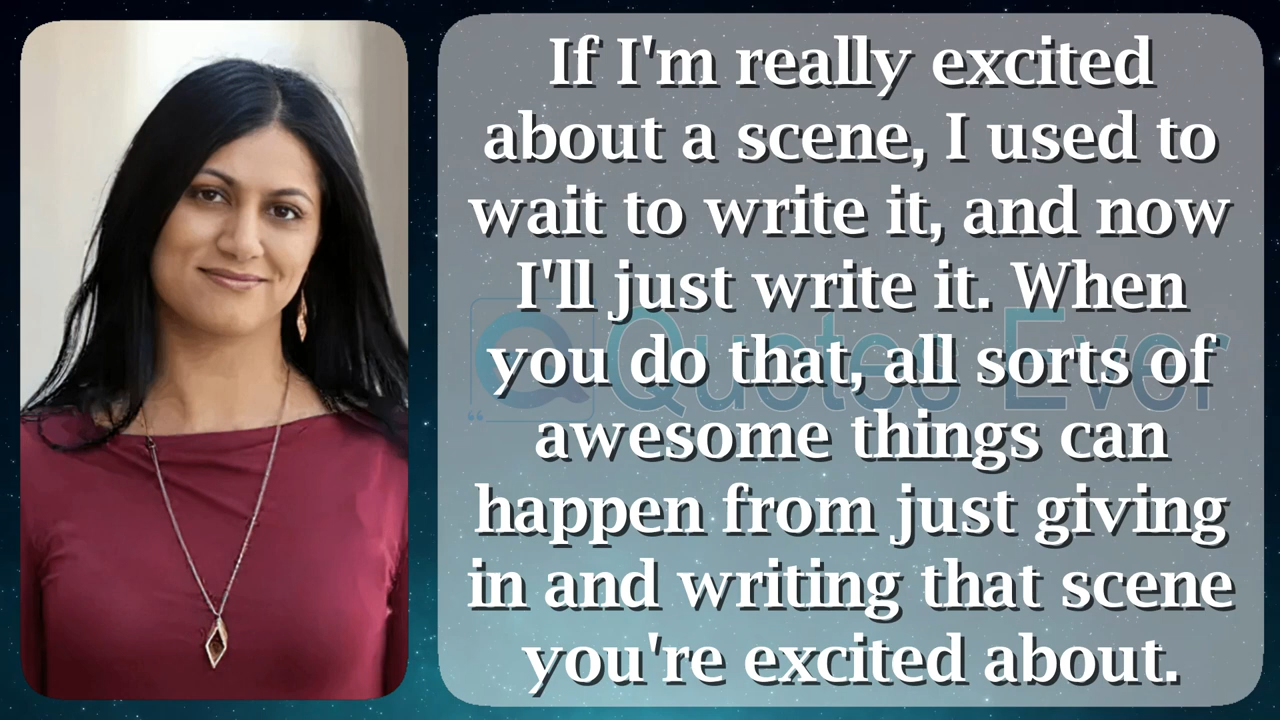 If I'm really excited
about a scene, I used to
wait to write it, and now
I'll just write it. When
you do that, all sorts of
awesome things can
happen from just giving
in and writing that scene
you're excited about.
Quotes Ever